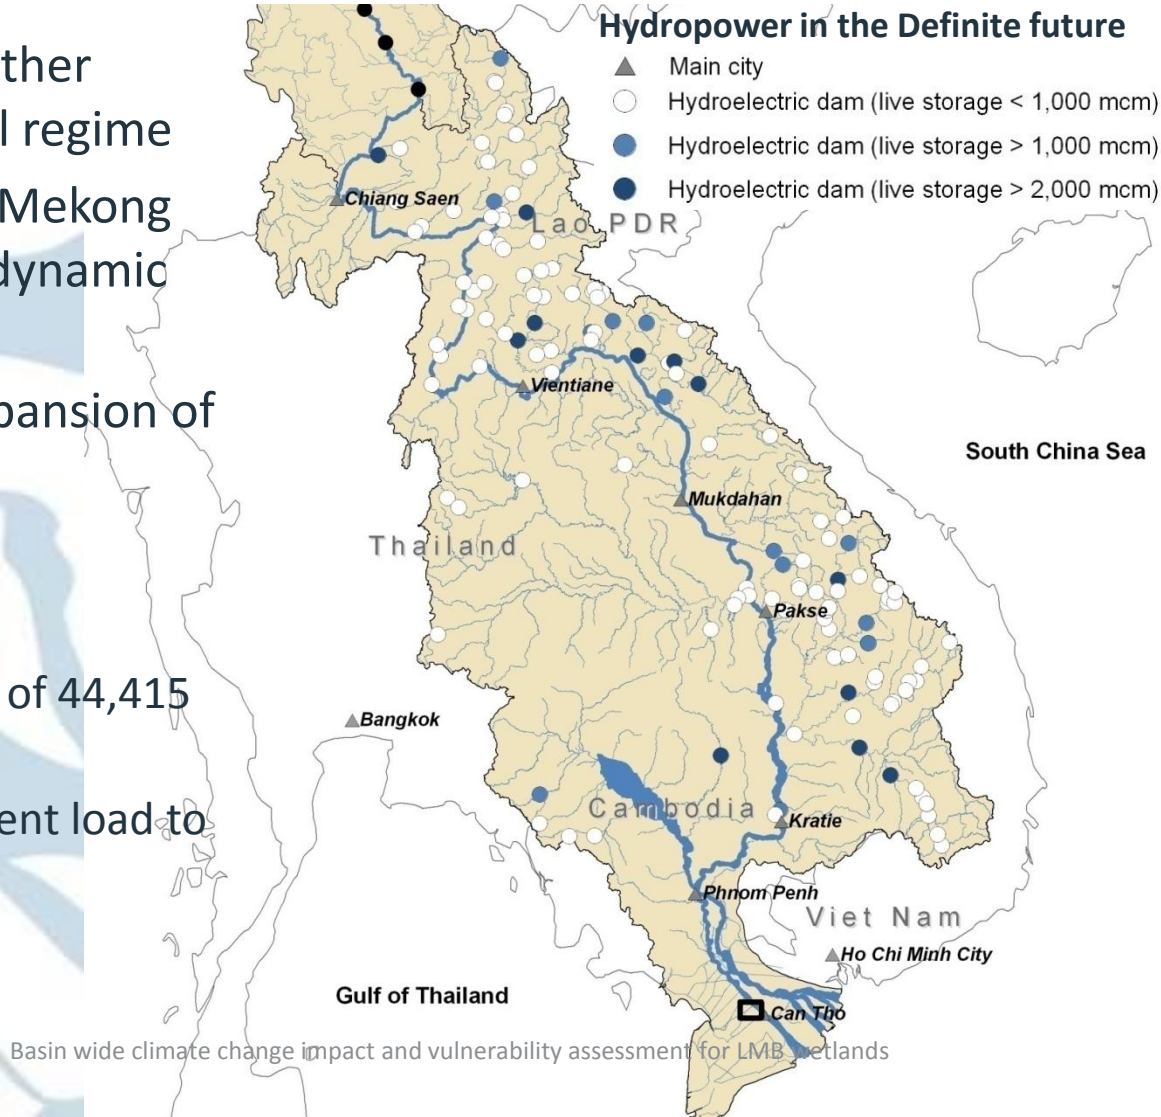 ther
l regime
Mekong
dynamic
pansion of
of 44,415
ent load to
Hydropower in the Definite future
Main city
Hydroelectric dam (live storage < 1,000 mcm)
Hydroelectric dam (live storage > 1,000 mcm)
Hydroelectric dam (live storage > 2,000 mcm)
Chiang Saen
Lao PDR
Vientiane
South China Sea
Mukdahan
Thailand
Pakse
Bangkok
Cambodia
Kratie
Phnom Penh
Viet Nam
Ho Chi Minh City
Gulf of Thailand
Can Tho
Basin wide climate change impact and vulnerability assessment for LMB wetlands